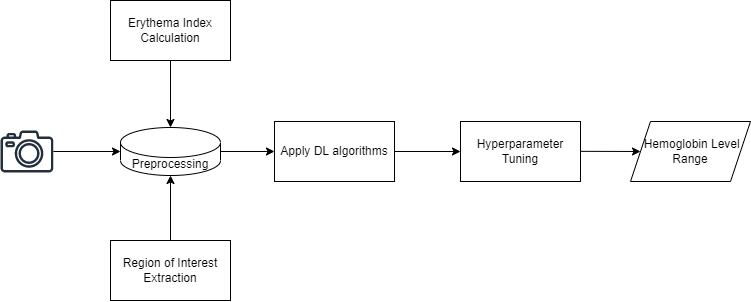 Erythema Index
Calculation
Preprocessing
Apply DL algorithms
Hyperparameter
Tuning
Hemoglobin Level
Range
Region of Interest
Extraction